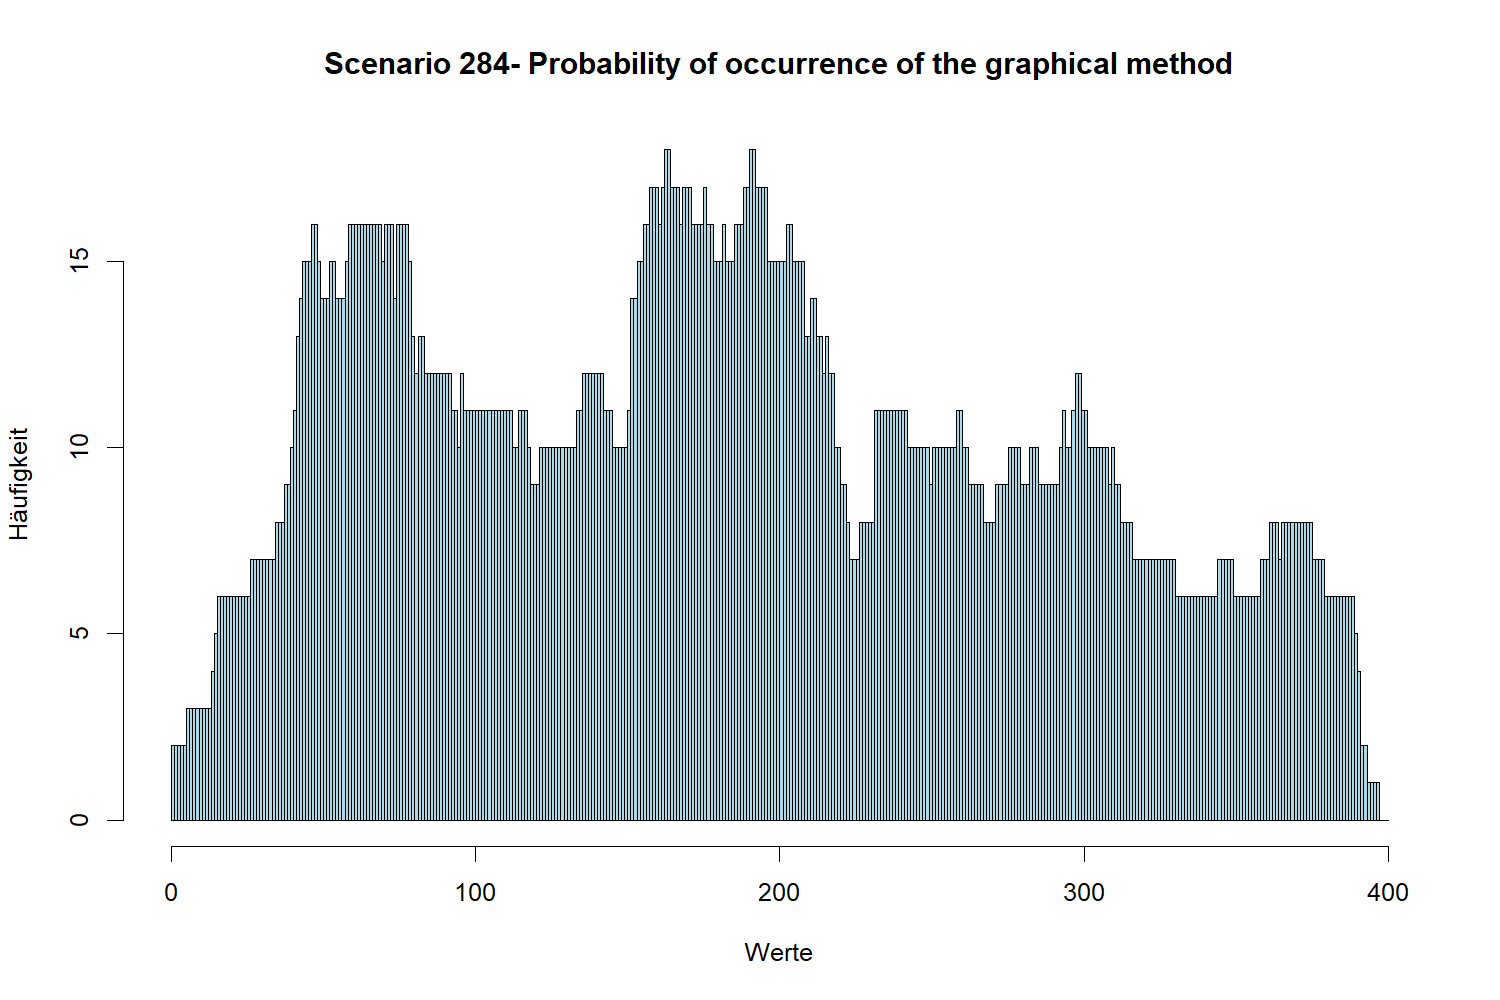 Scenario 284- Probability of occurrence of the graphical method
Häufigkeit
15
10
5
0
0 100 200 300 400
Werte